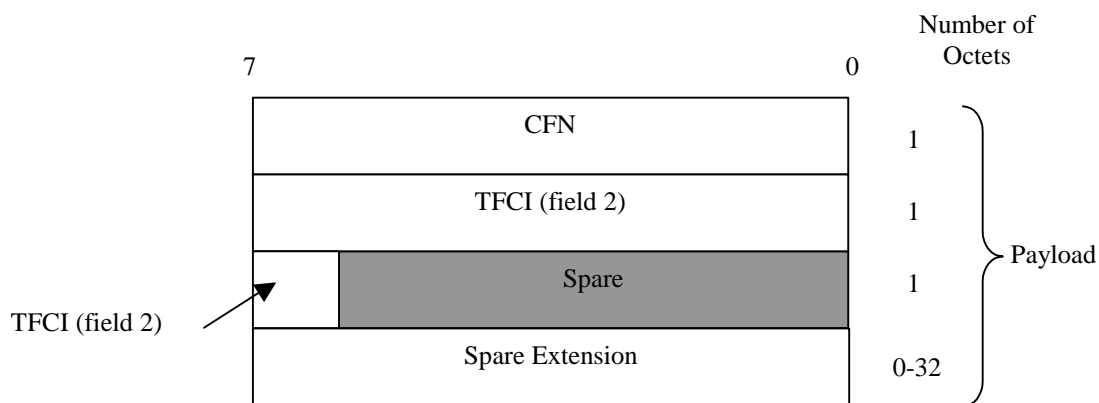 Number of
Octets
7
0
CFN
1
TFCI (field 2)
1
Spare
1
Payload
TFCI (field 2)
Spare Extension
0-32